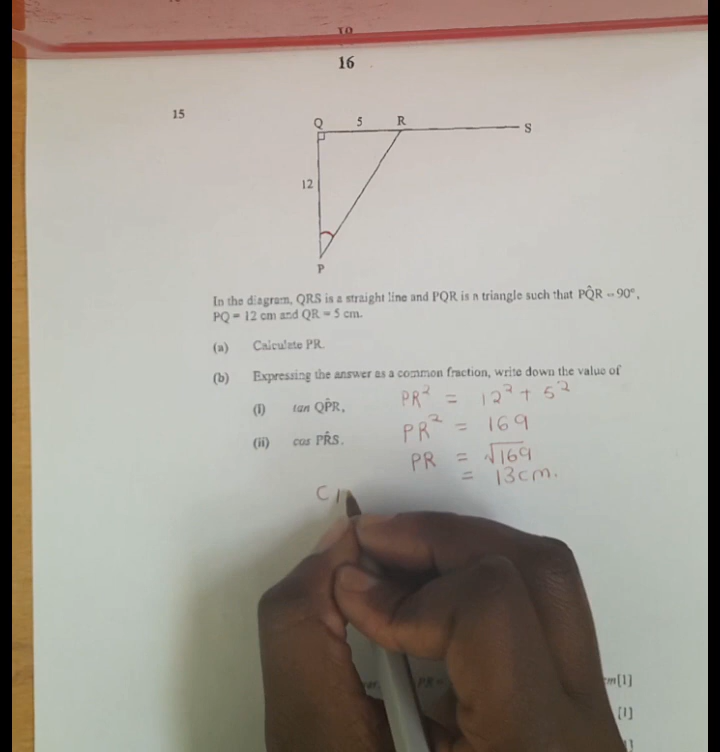 10
16
15
Q 5 R S
12
P
In the diagram, QRS is a straight line and PQR is a triangle such that PQ̂R = 90°,
PQ = 12 cm and QR = 5 cm.
(a) Calculate PR.
(b) Expressing the answer as a common fraction, write down the value of
(i) tan QP̂R,
(ii) cos PR̂S.
PR² = 12² + 5²
PR² = 169
PR = √169
= 13cm.
C
PR =
[1]
[1]